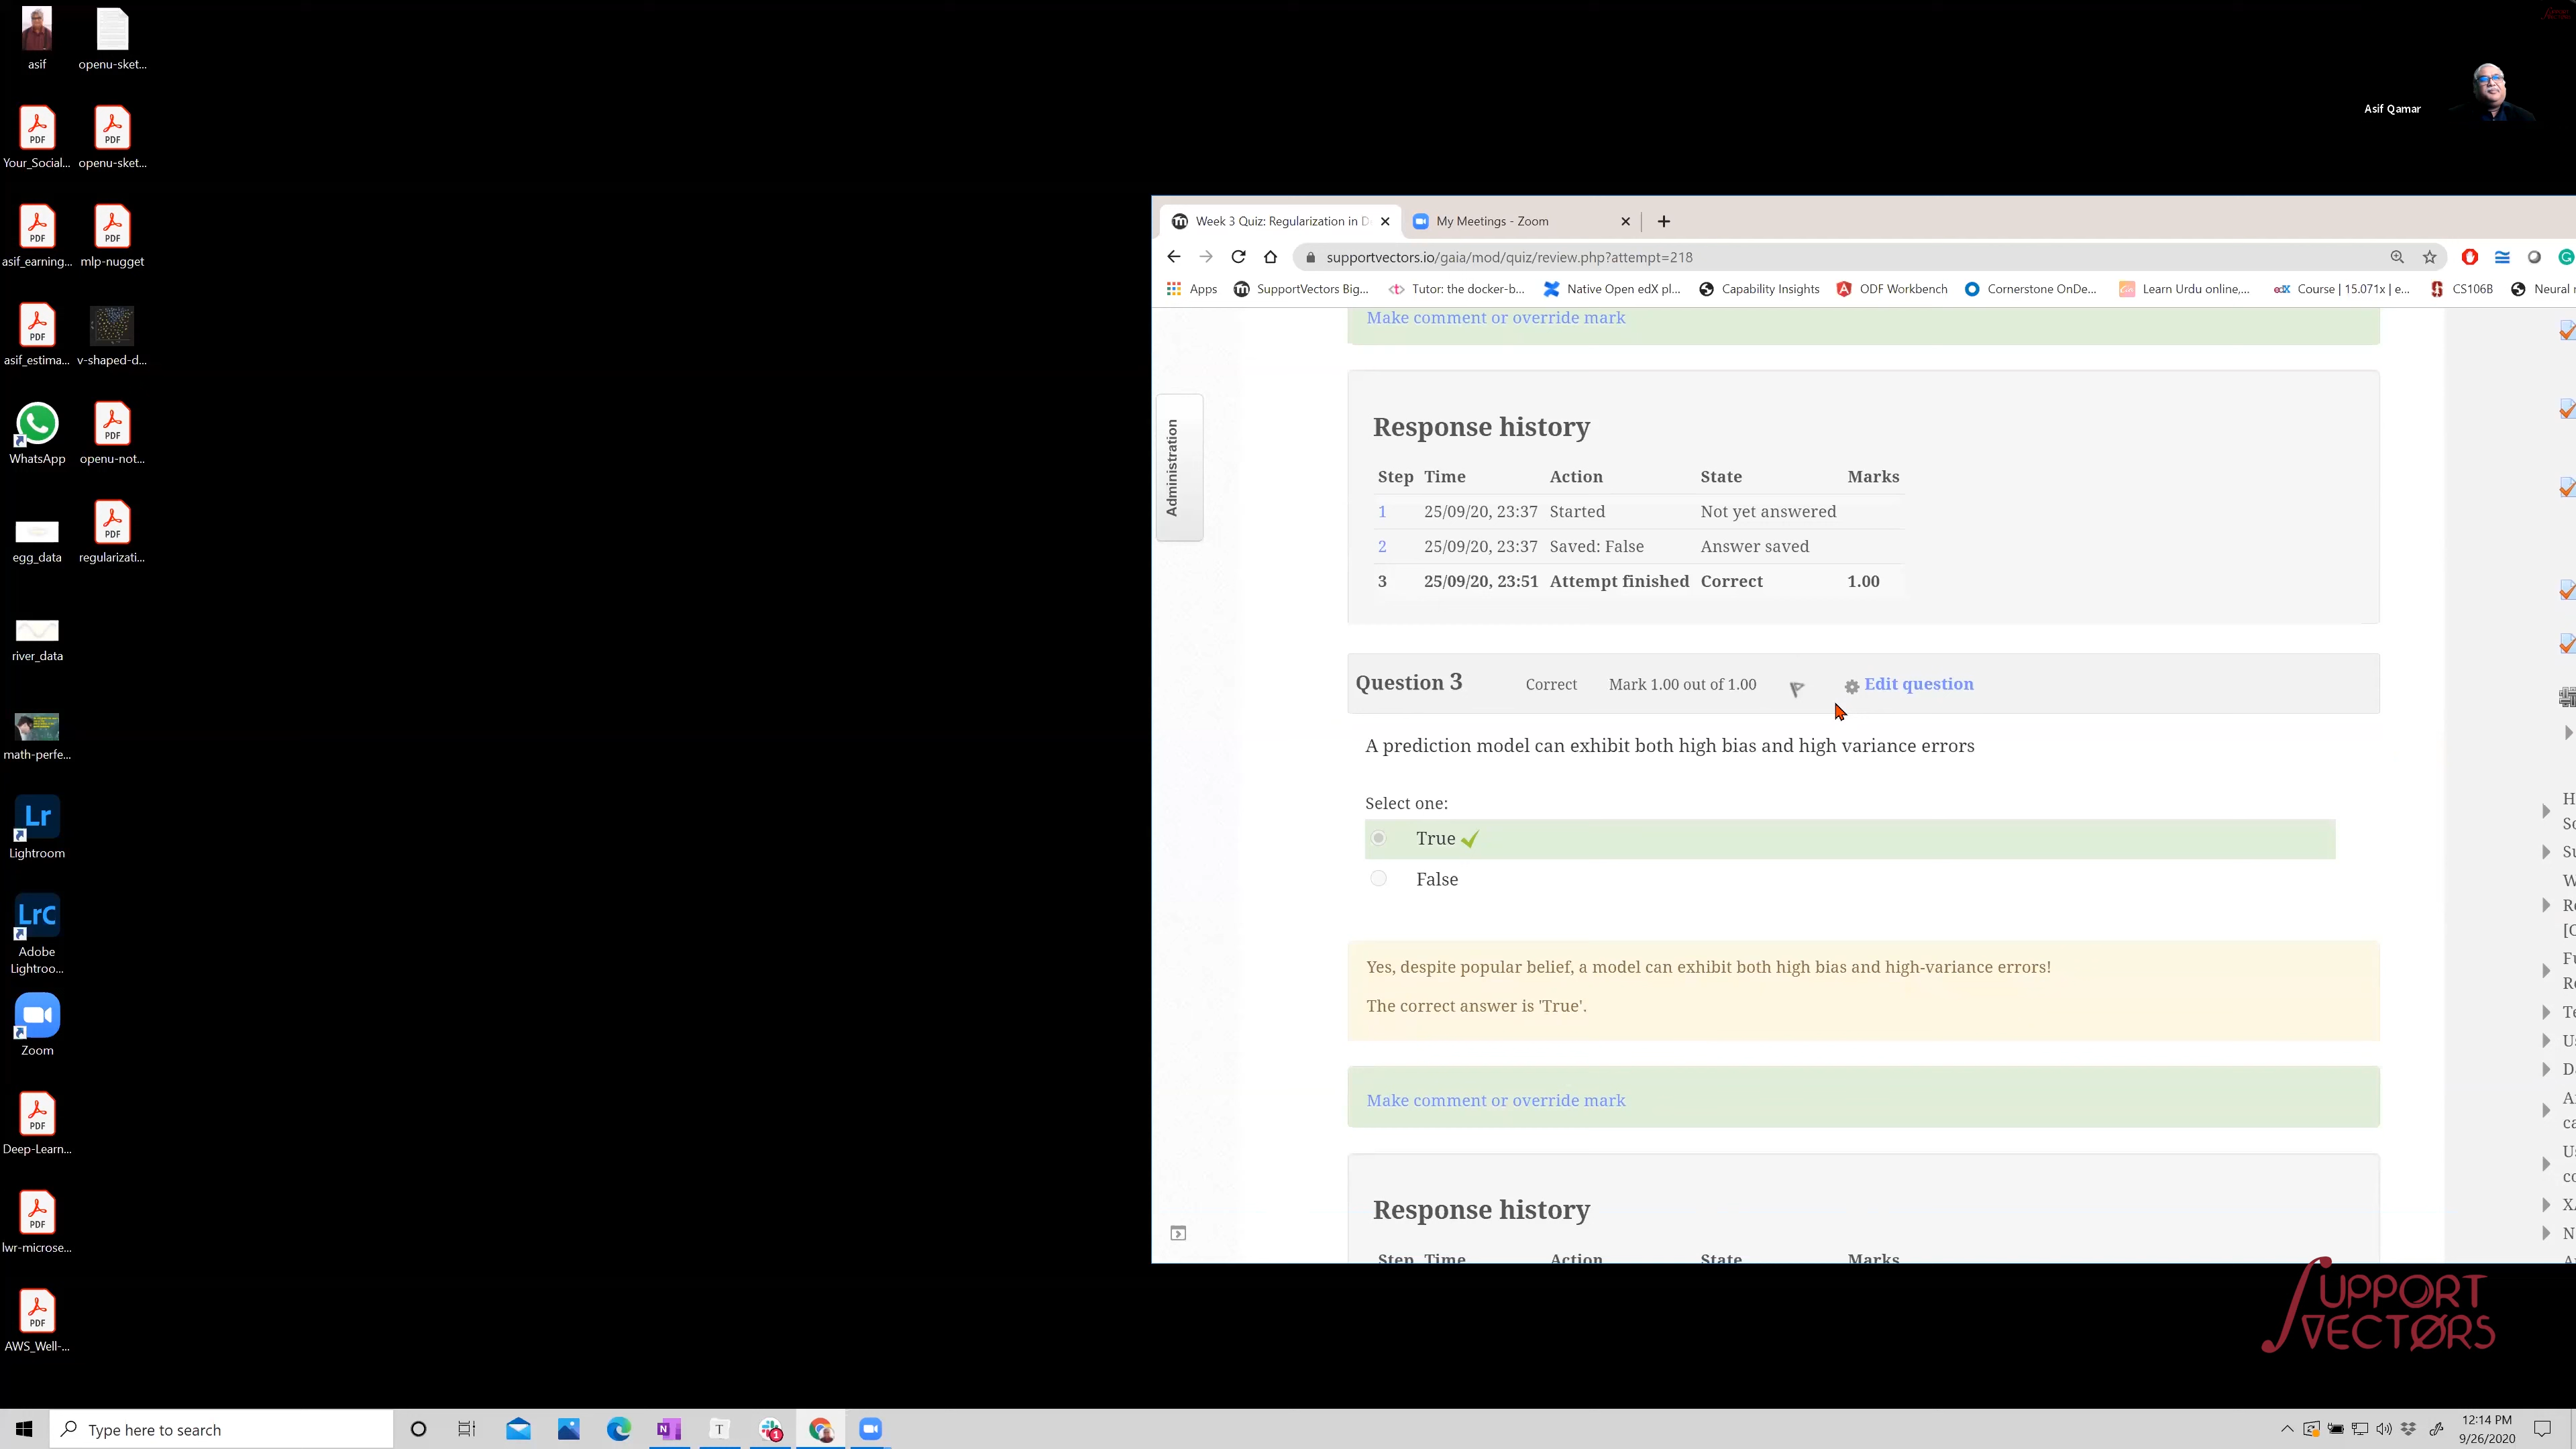 asif
openu-sket...
Your_Social...
openu-sket...
asif_earning...
mlp-nugget
asif_estima...
v-shaped-d...
WhatsApp
openu-not...
egg_data
regularizati...
river_data
math-perfe...
Lr
Lightroom
LrC
Adobe
Lightroo...
Zoom
Deep-Learn...
lwr-microse...
AWS_Well-...
Asif Qamar
Week 3 Quiz: Regularization in D
My Meetings - Zoom
supportvectors.io/gaia/mod/quiz/review.php?attempt=218
Apps
SupportVectors Big...
Tutor: the docker-b...
Native Open edX pl...
Capability Insights
ODF Workbench
Cornerstone OnDe...
Learn Urdu online,...
Course | 15.071x | e...
CS106B
Neural
Administration
Make comment or override mark
Response history
Step Time Action State Marks
1 25/09/20, 23:37 Started Not yet answered
2 25/09/20, 23:37 Saved: False Answer saved
3 25/09/20, 23:51 Attempt finished Correct 1.00
Question 3 Correct Mark 1.00 out of 1.00 Edit question
A prediction model can exhibit both high bias and high variance errors
Select one:
True
False
Yes, despite popular belief, a model can exhibit both high bias and high-variance errors!
The correct answer is 'True'.
Make comment or override mark
Response history
Step Time Action State Marks
SUPPORT
VECTORS
Type here to search
12:14 PM
9/26/2020